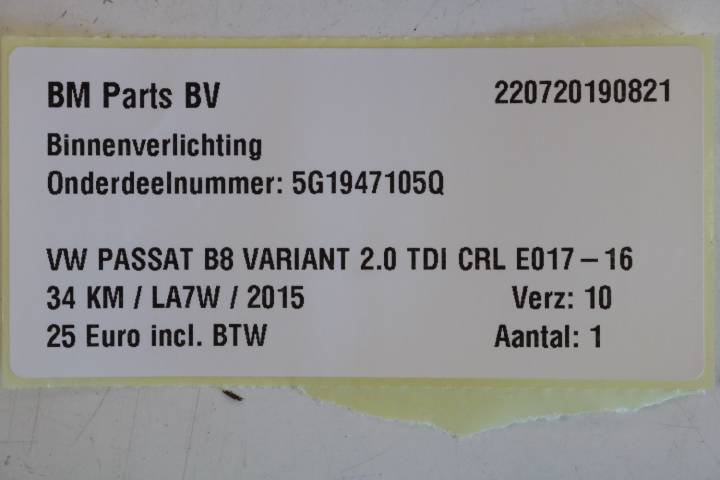 BM Parts BV 220720190821
Binnenverlichting
Onderdeelnummer: 5G1947105Q
VW PASSAT B8 VARIANT 2.0 TDI CRL E017-16
34 KM / LA7W / 2015 Verz: 10
25 Euro incl. BTW Aantal: 1